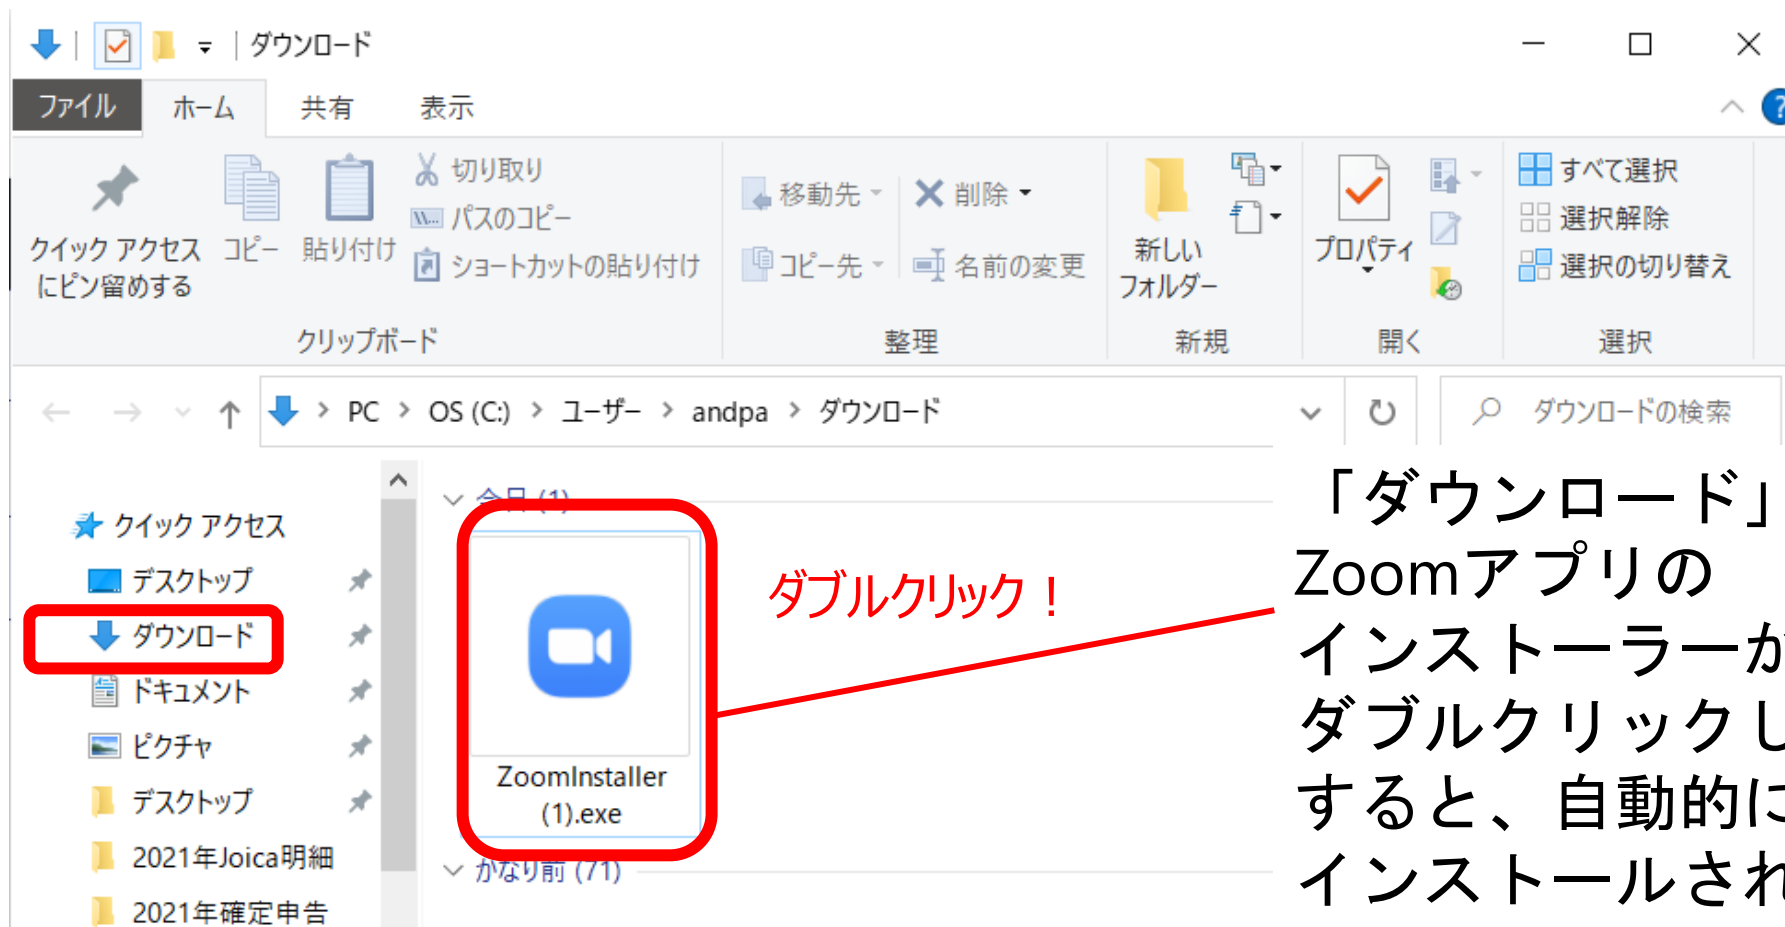 ダウンロード
ファイル ホーム 共有 表示
クイック アクセス
にピン留めする
コピー
貼り付け
切り取り
パスのコピー
ショートカットの貼り付け
クリップボード
移動先
コピー先
削除
名前の変更
整理
新しい
フォルダー
新規
プロパティ
開く
すべて選択
選択解除
選択の切り替え
選択
PC > OS (C:) > ユーザー > andpa > ダウンロード
ダウンロードの検索
クイック アクセス
デスクトップ
ダウンロード
ドキュメント
ピクチャ
デスクトップ
2021年Joica明細
2021年確定申告
今日 (1)
ZoomInstaller
(1).exe
かなり前 (71)
ダブルクリック！
「ダウンロード」
Zoomアプリの
インストーラーが
ダブルクリックし
すると、自動的に
インストールされ